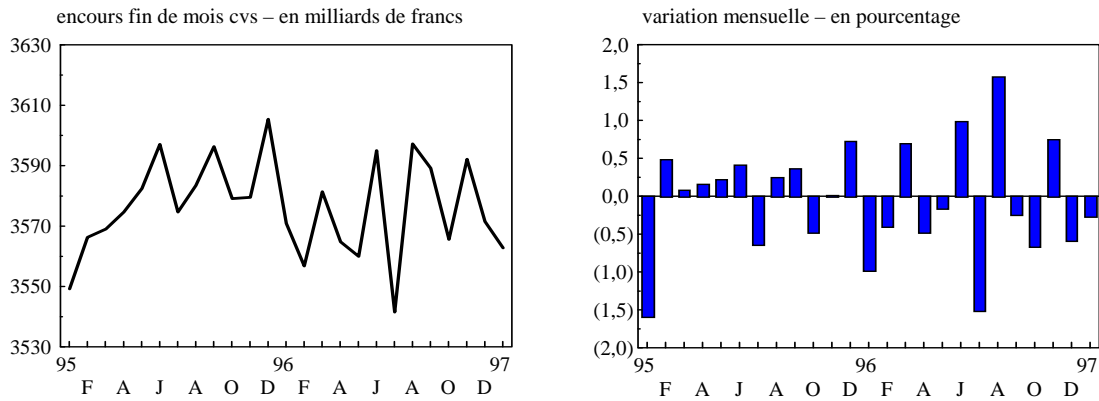 encours fin de mois cvs – en milliards de francs
3630
3610
3590
3570
3550
3530
95 96 97
F A J A O D F A J A O D
variation mensuelle – en pourcentage
2,0
1,5
1,0
0,5
0,0
(0,5)
(1,0)
(1,5)
(2,0)
95 96 97
F A J A O D F A J A O D